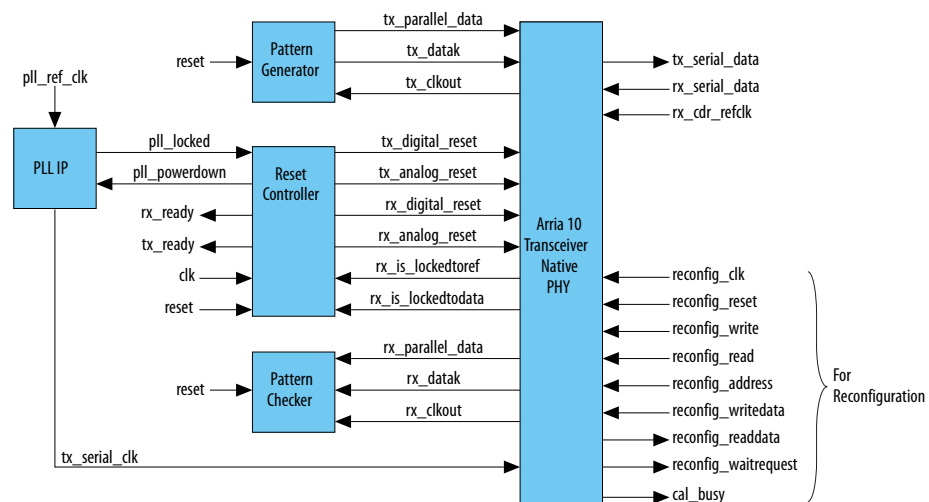 tx_parallel_data
Pattern
Generator
tx_datak
reset
tx_clkout
tx_serial_data
rx_serial_data
rx_cdr_refclk
pll_ref_clk
PLL IP
pll_locked
pll_powerdown
Reset
Controller
rx_ready
tx_ready
clk
reset
tx_digital_reset
tx_analog_reset
rx_digital_reset
rx_analog_reset
rx_is_lockedtoref
rx_is_lockedtodata
Arria 10
Transceiver
Native
PHY
reconfig_clk
reconfig_reset
reconfig_write
reconfig_read
reconfig_address
reconfig_writedata
reconfig_readdata
reconfig_waitrequest
cal_busy
For
Reconfiguration
rx_parallel_data
Pattern
Checker
reset
rx_datak
rx_clkout
tx_serial_clk